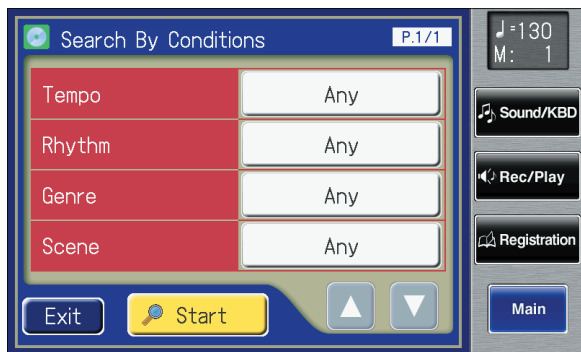 Search By Conditions
P.1/1
♩=130
M: 1
Tempo Any
Rhythm Any
Genre Any
Scene Any
Exit
Start
Sound/KBD
Rec/Play
Registration
Main